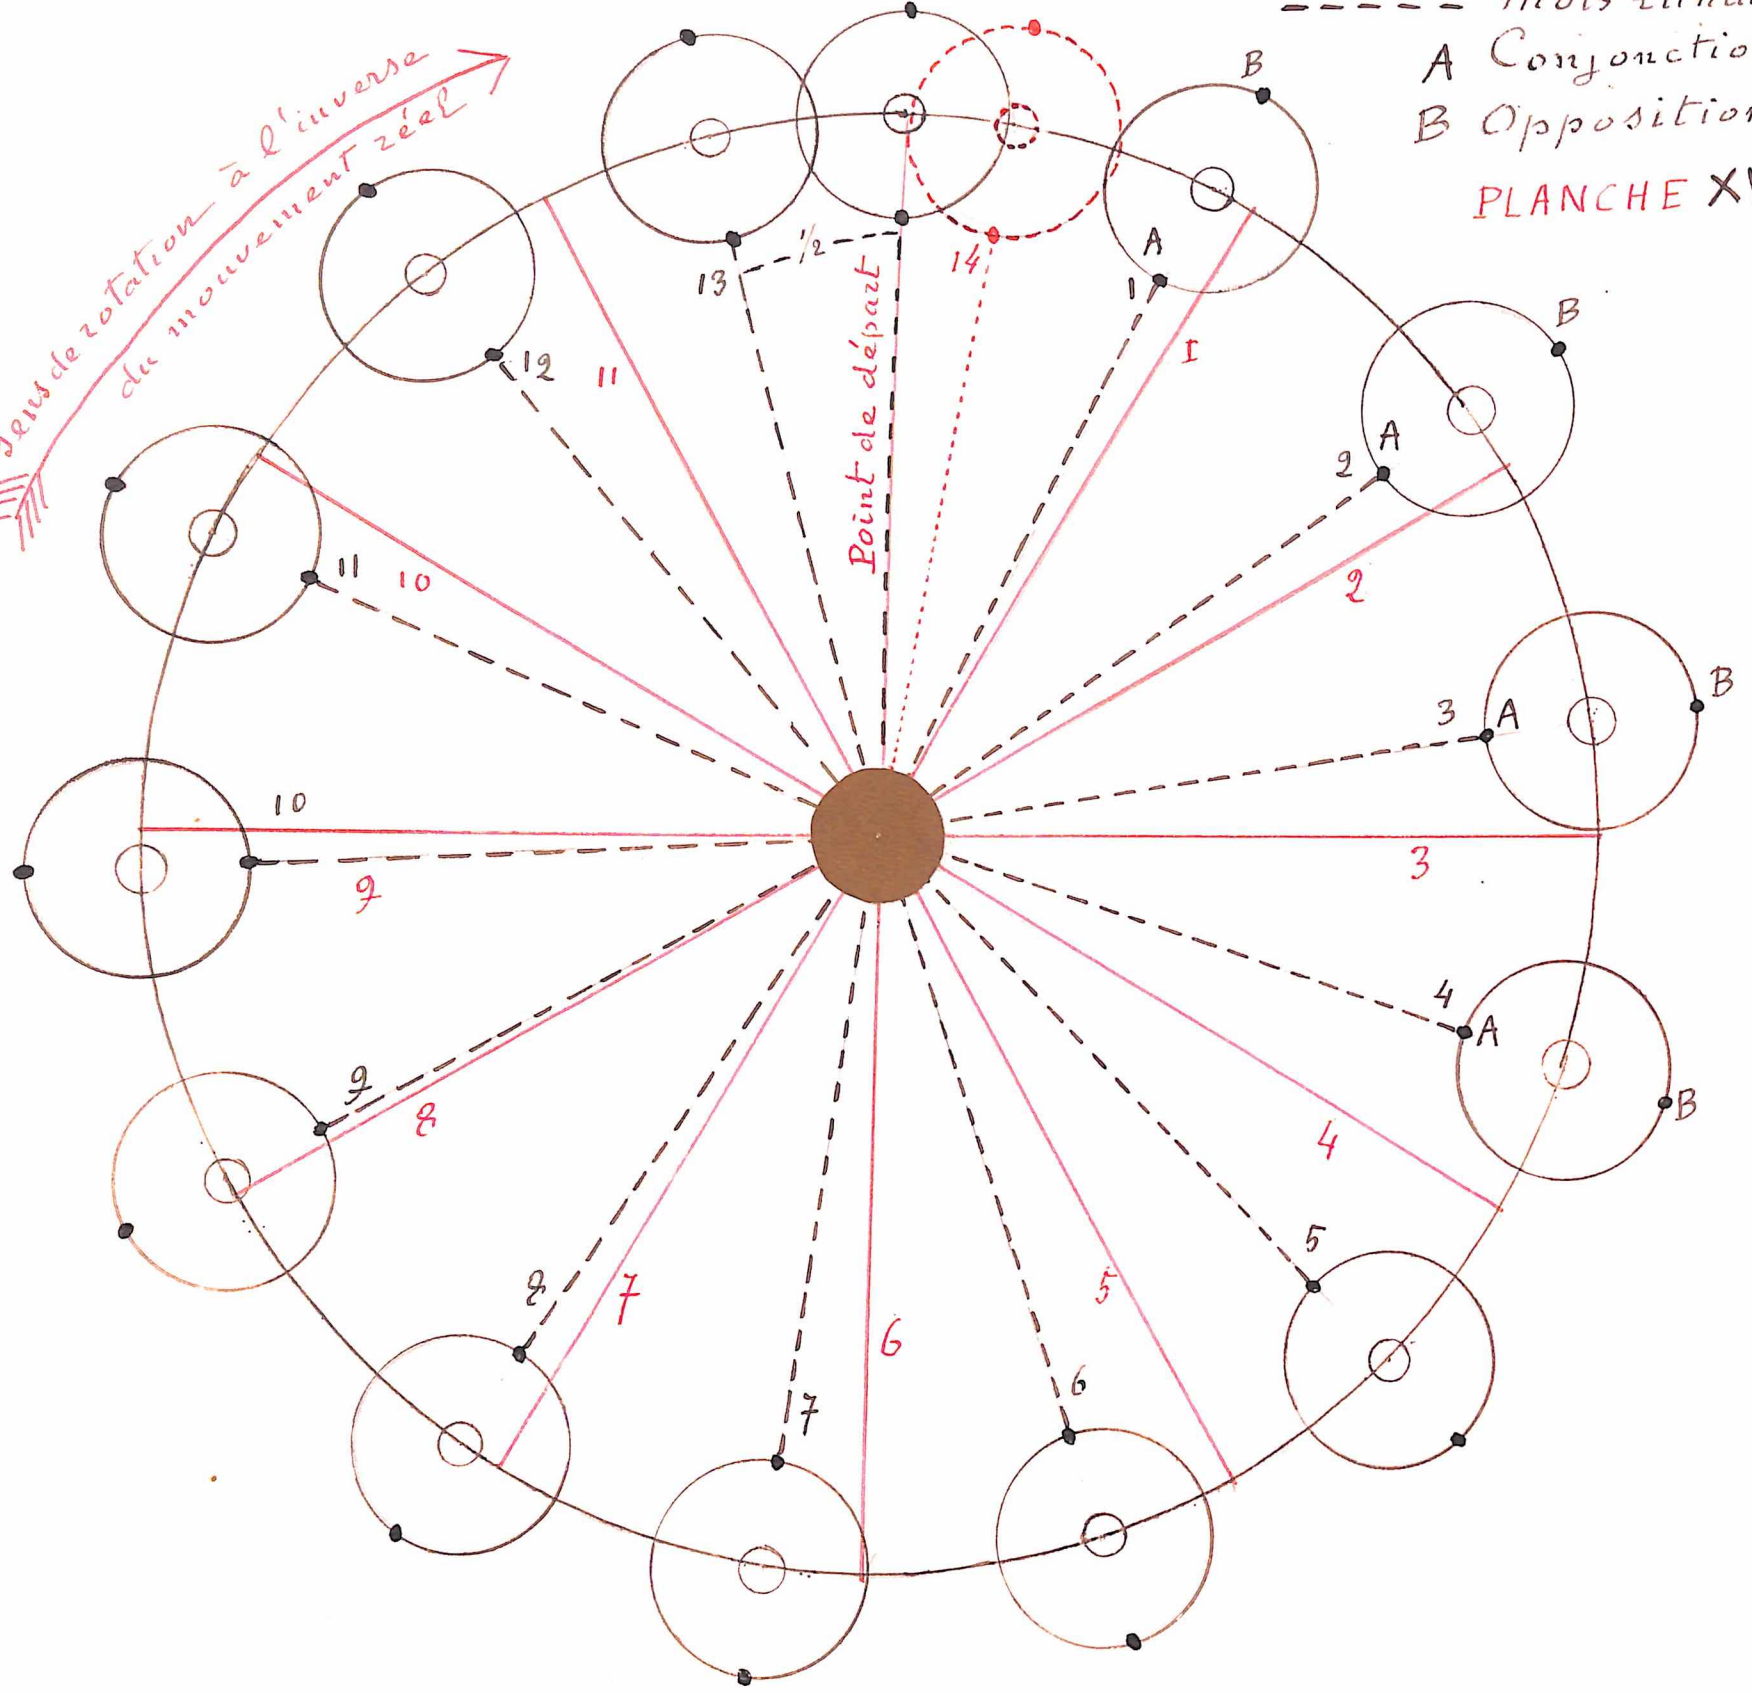 A Conjonctio
B Opposition
PLANCHE XV
Sens de rotation à l'inverse
du mouvement réel
B
A
1
I
B
A
2
2
B
3 A
3
4
A
B
4
5
5
6
6
7
7
8
8
9
9
10
10
11
11
12
13
½
14
Point de départ